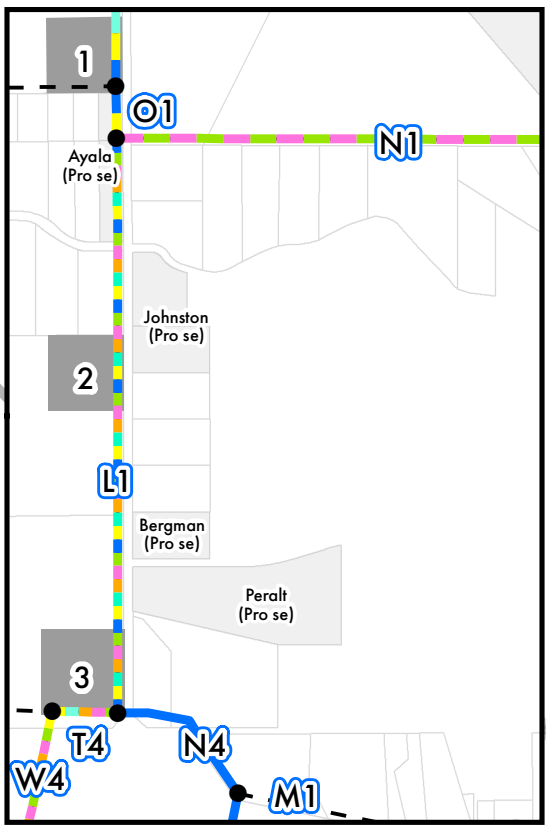 1
O1
N1
Ayala
(Pro se)
Johnston
(Pro se)
2
L1
Bergman
(Pro se)
Peralt
(Pro se)
3
T4
N4
W4
M1